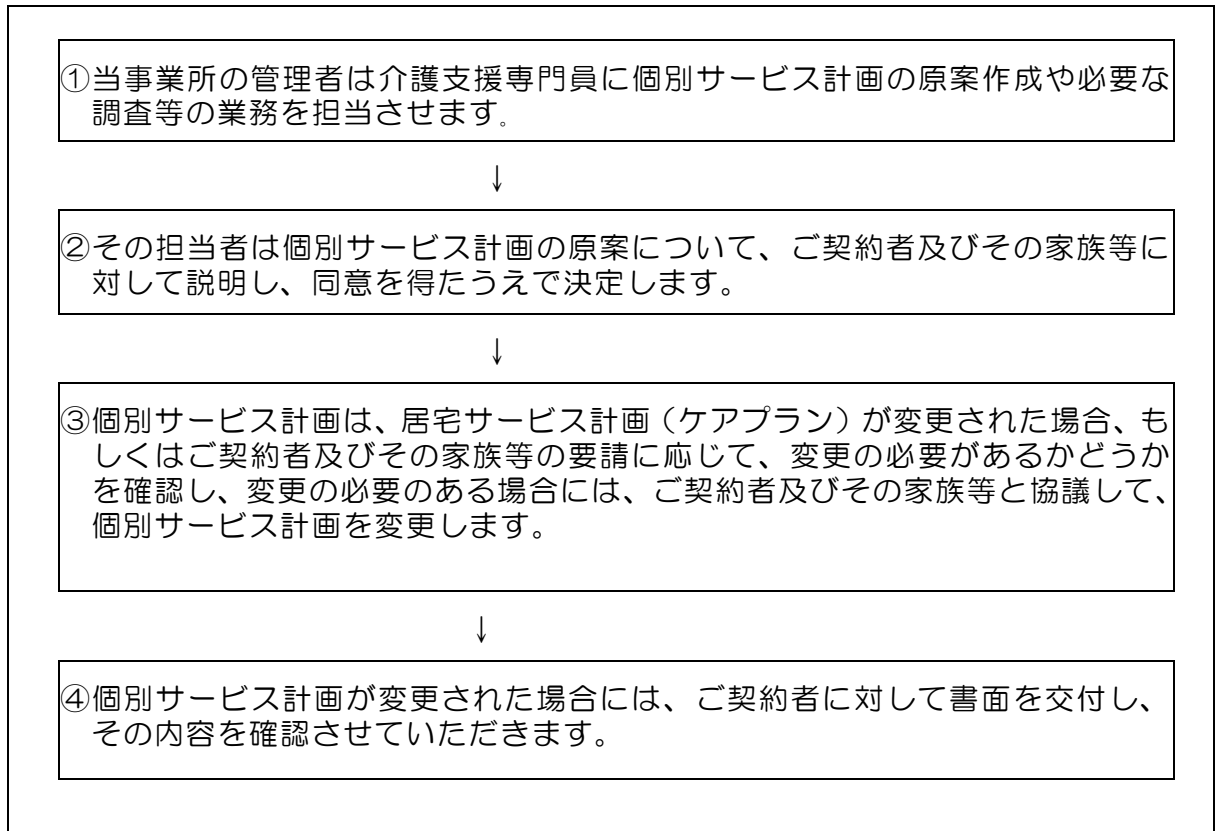 ①当事業所の管理者は介護支援専門員に個別サービス計画の原案作成や必要な
調査等の業務を担当させます。
↓
②その担当者は個別サービス計画の原案について、ご契約者及びその家族等に
対して説明し、同意を得たうえで決定します。
↓
③個別サービス計画は、居宅サービス計画（ケアプラン）が変更された場合、も
しくはご契約者及びその家族等の要請に応じて、変更の必要があるかどうか
を確認し、変更の必要のある場合には、ご契約者及びその家族等と協議して、
個別サービス計画を変更します。
↓
④個別サービス計画が変更された場合には、ご契約者に対して書面を交付し、
その内容を確認させていただきます。